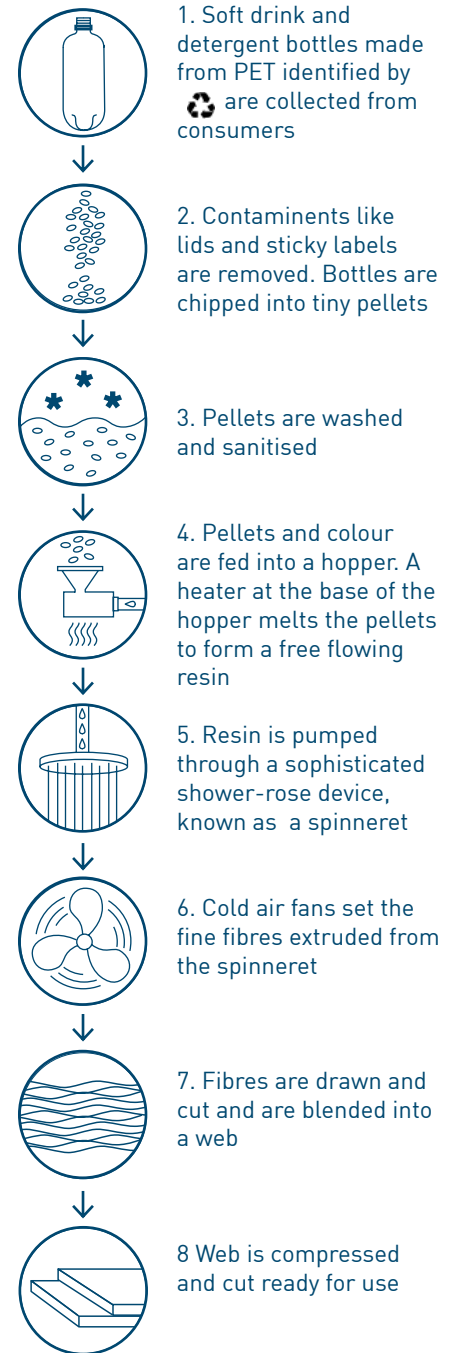 1. Soft drink and
detergent bottles made
from PET identified by
♻ are collected from
consumers
2. Contaminents like
lids and sticky labels
are removed. Bottles are
chipped into tiny pellets
3. Pellets are washed
and sanitised
4. Pellets and colour
are fed into a hopper. A
heater at the base of the
hopper melts the pellets
to form a free flowing
resin
5. Resin is pumped
through a sophisticated
shower-rose device,
known as  a spinneret
6. Cold air fans set the
fine fibres extruded from
the spinneret
7. Fibres are drawn and
cut and are blended into
a web
8 Web is compressed
and cut ready for use